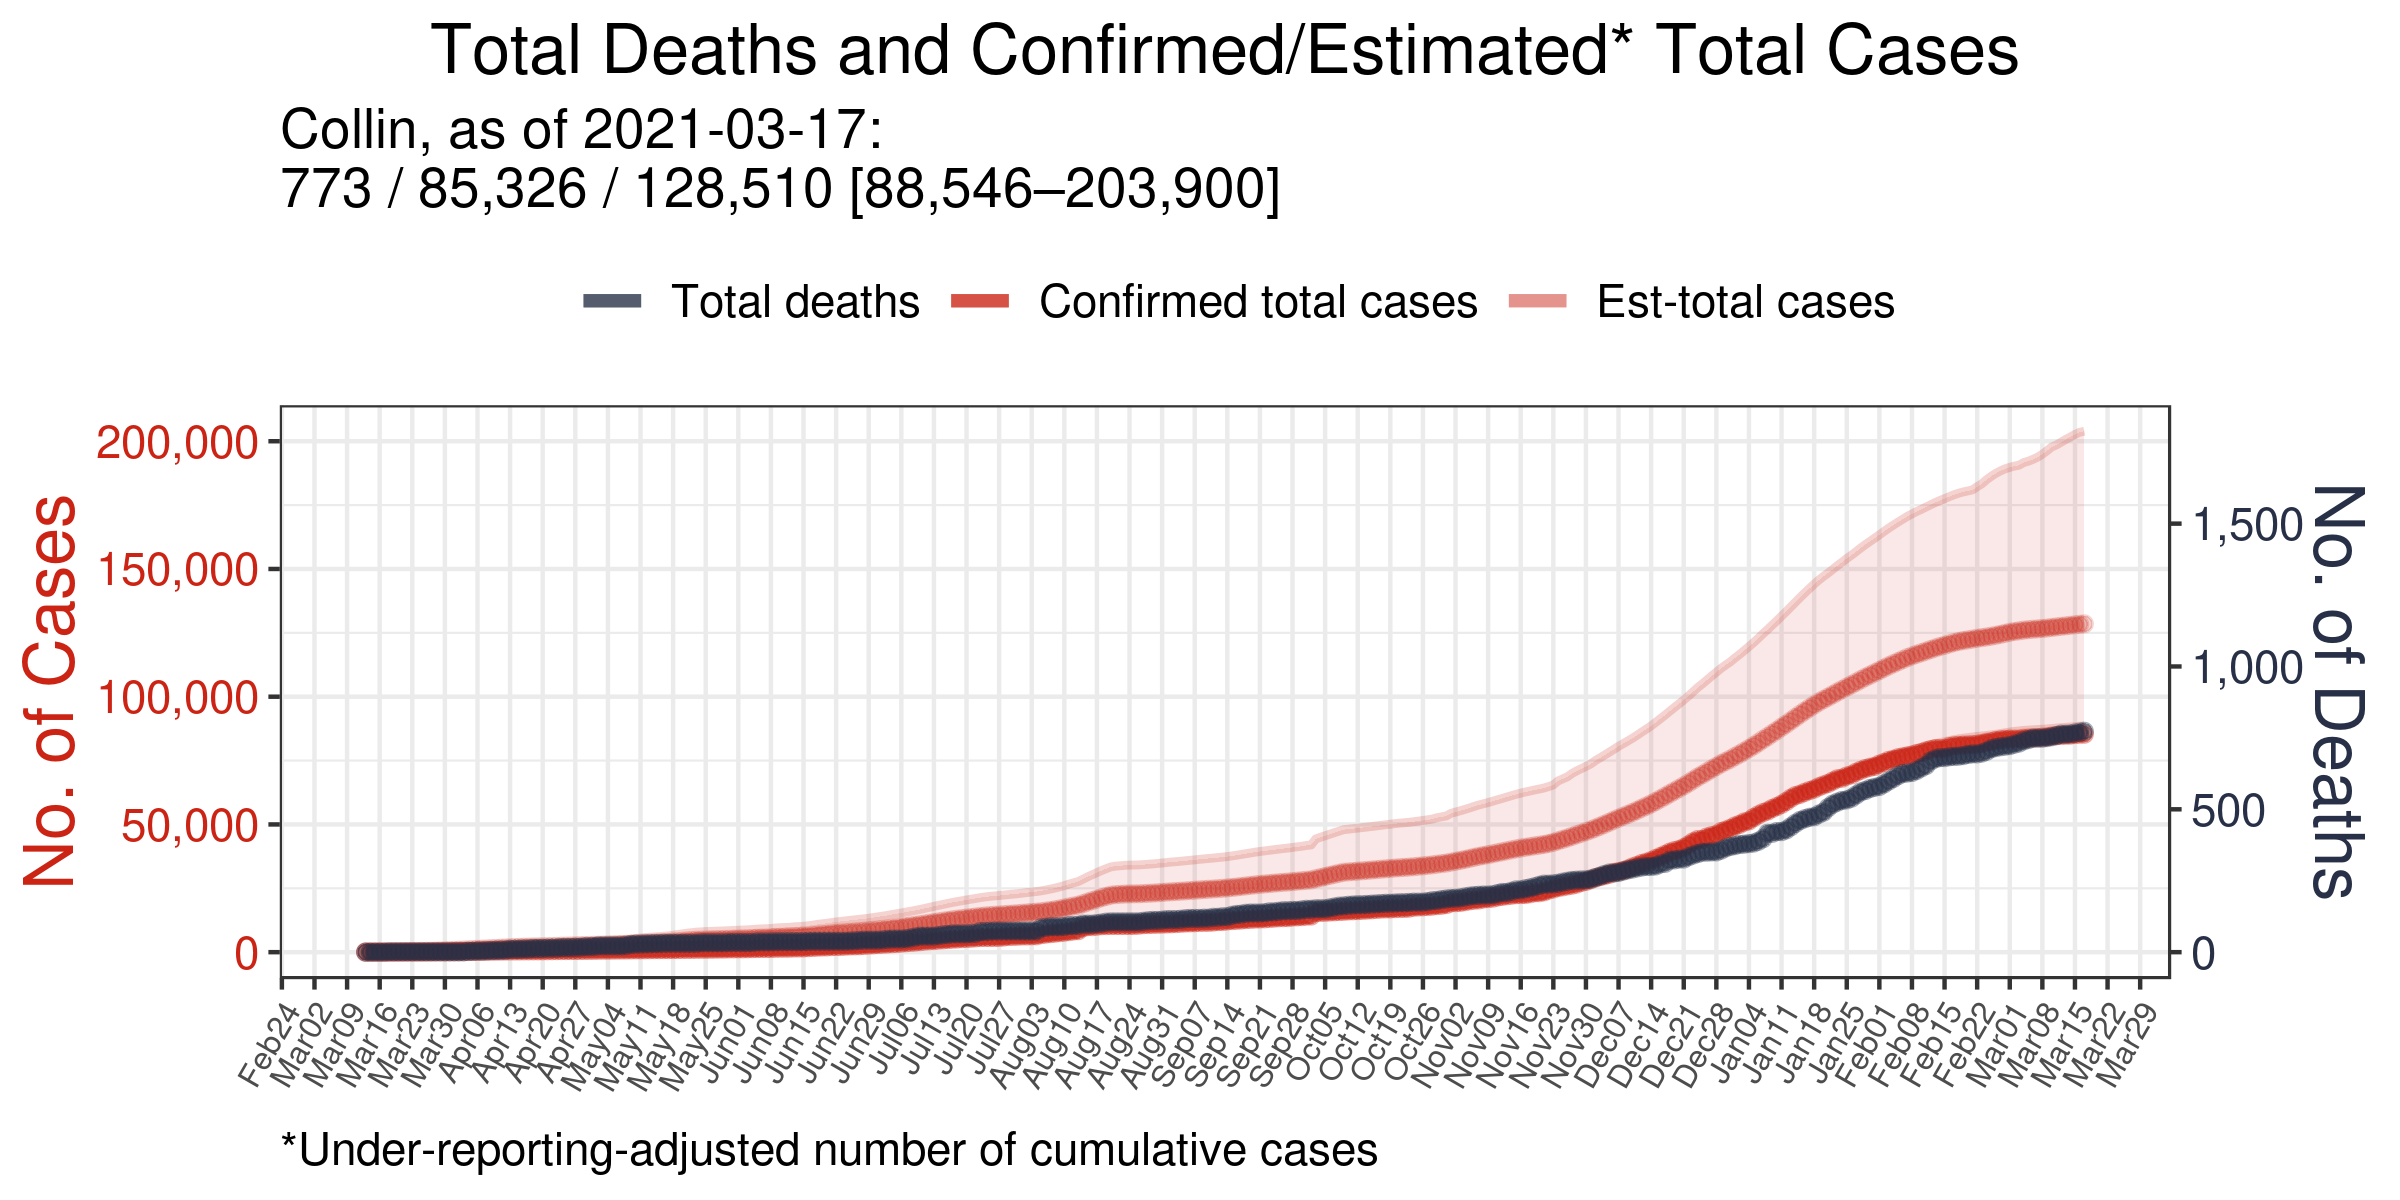 Total Deaths and Confirmed/Estimated* Total Cases
Collin, as of 2021-03-17:
773 / 85,326 / 128,510 [88,546–203,900]
Total deaths
Confirmed total cases
Est-total cases
No. of Cases
200,000
150,000
100,000
50,000
0
1,500
1,000
500
0
No. of Deaths
Feb24
Mar02
Mar09
Mar16
Mar23
Mar30
Apr06
Apr13
Apr20
Apr27
May04
May11
May18
May25
Jun01
Jun08
Jun15
Jun22
Jun29
Jul06
Jul13
Jul20
Jul27
Aug03
Aug10
Aug17
Aug24
Aug31
Sep07
Sep14
Sep21
Sep28
Oct05
Oct12
Oct19
Oct26
Nov02
Nov09
Nov16
Nov23
Nov30
Dec07
Dec14
Dec21
Dec28
Jan04
Jan11
Jan18
Jan25
Feb01
Feb08
Feb15
Feb22
Mar01
Mar08
Mar15
Mar22
Mar29
*Under-reporting-adjusted number of cumulative cases